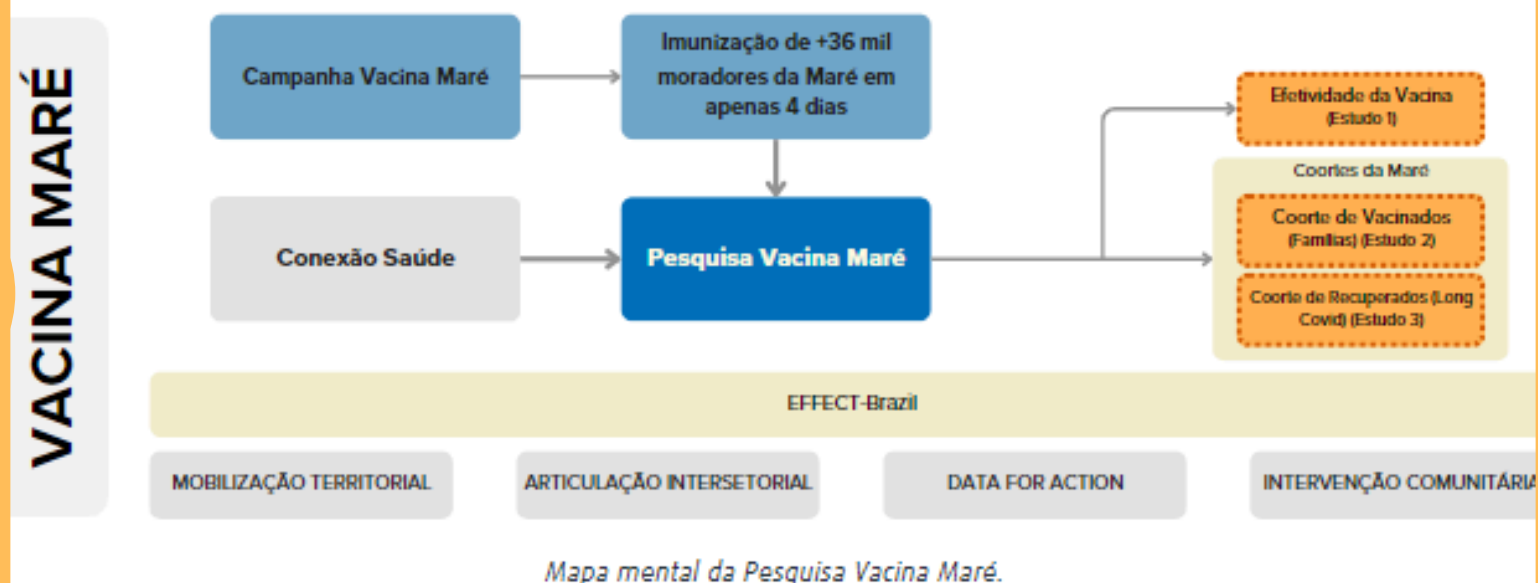 VACINA MARÉ
Campanha Vacina Maré
Imunização de +36 mil
moradores da Maré em
apenas 4 dias
Efetividade da Vacina
(Estudo 1)
Coortes da Maré
Coorte de Vacinados
(Famílias) (Estudo 2)
Conexão Saúde
Pesquisa Vacina Maré
Coorte de Recuperados (Long
Covid) (Estudo 3)
EFFECT-Brazil
MOBILIZAÇÃO TERRITORIAL
ARTICULAÇÃO INTERSETORIAL
DATA FOR ACTION
INTERVENÇÃO COMUNITÁRIA
Mapa mental da Pesquisa Vacina Maré.